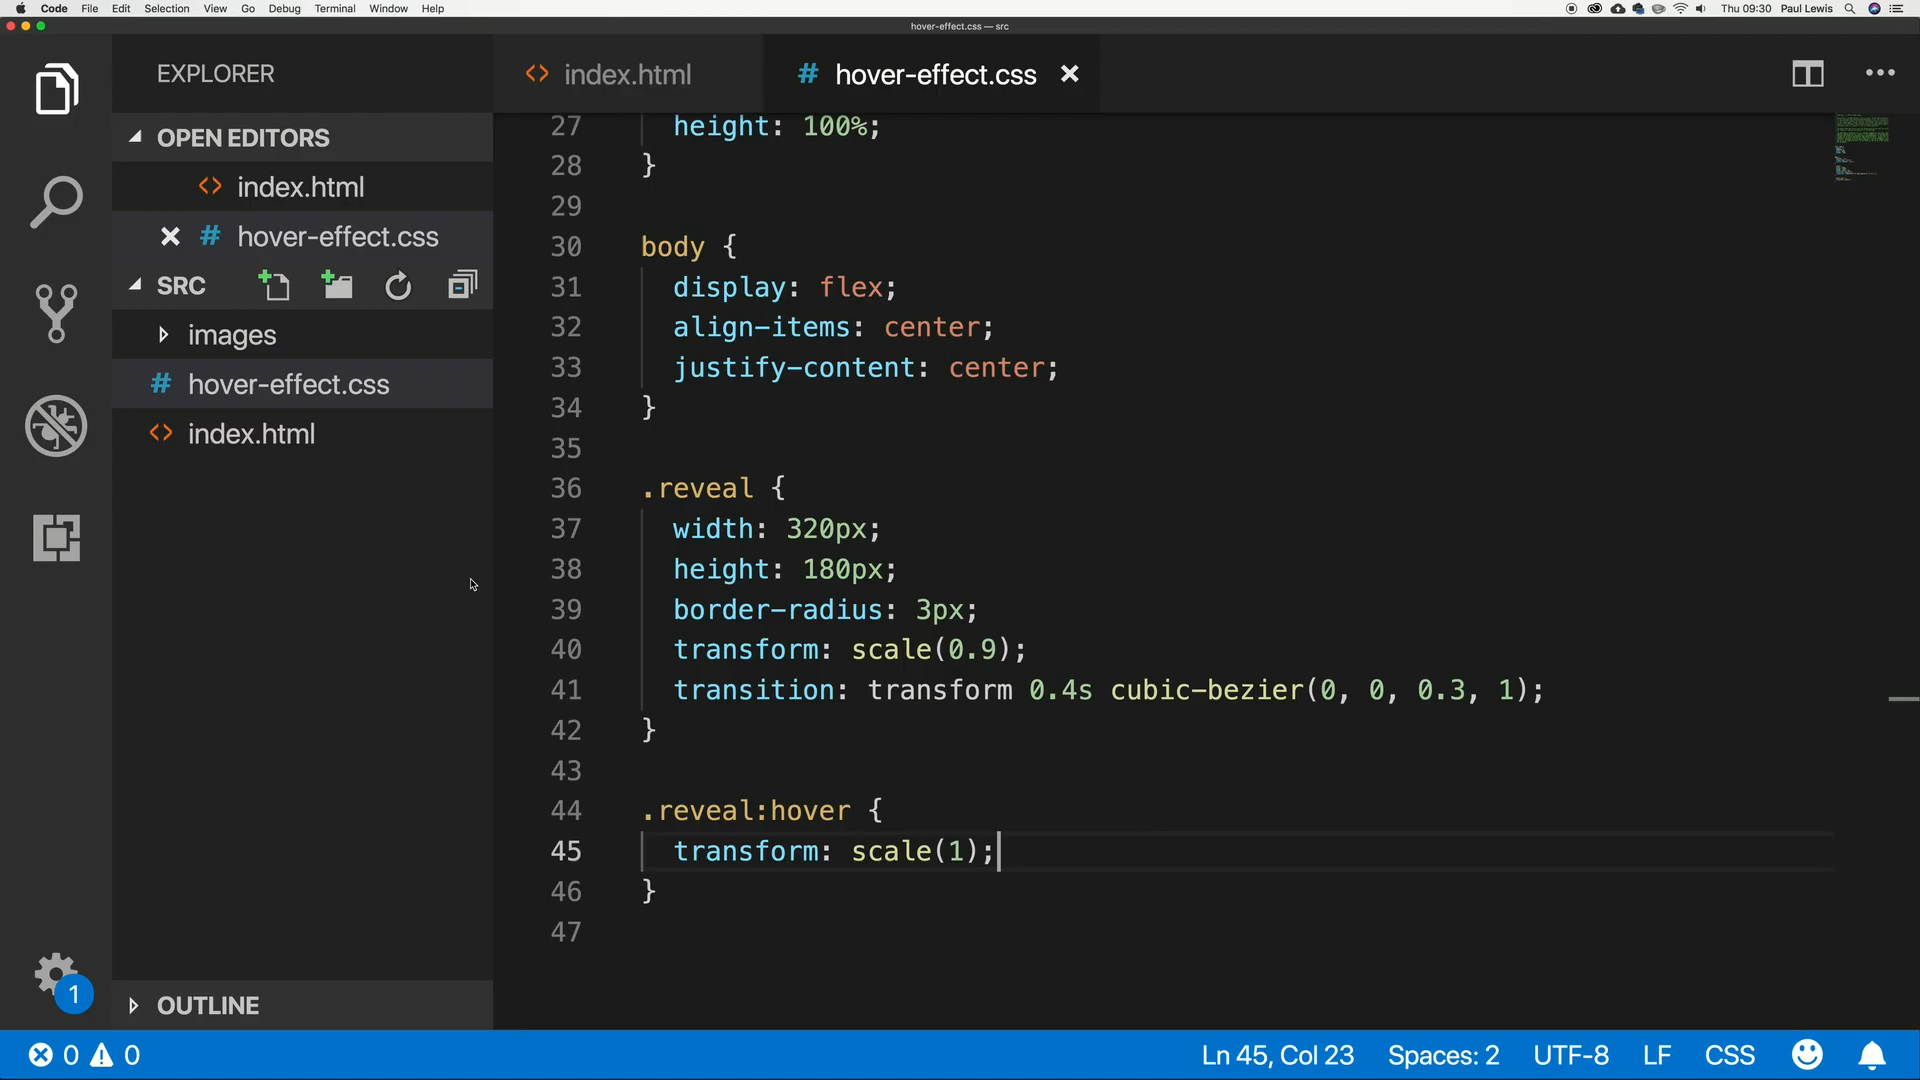 Code File Edit Selection View Go Debug Terminal Window Help
Thu 09:30 Paul Lewis
hover-effect.css — src
EXPLORER
OPEN EDITORS
index.html
hover-effect.css
SRC
images
hover-effect.css
index.html
OUTLINE
1
index.html
hover-effect.css
27 height: 100%;
28 }
29
30 body {
31 display: flex;
32 align-items: center;
33 justify-content: center;
34 }
35
36 .reveal {
37 width: 320px;
38 height: 180px;
39 border-radius: 3px;
40 transform: scale(0.9);
41 transition: transform 0.4s cubic-bezier(0, 0, 0.3, 1);
42 }
43
44 .reveal:hover {
45 transform: scale(1);
46 }
47
0 0
Ln 45, Col 23 Spaces: 2 UTF-8 LF CSS